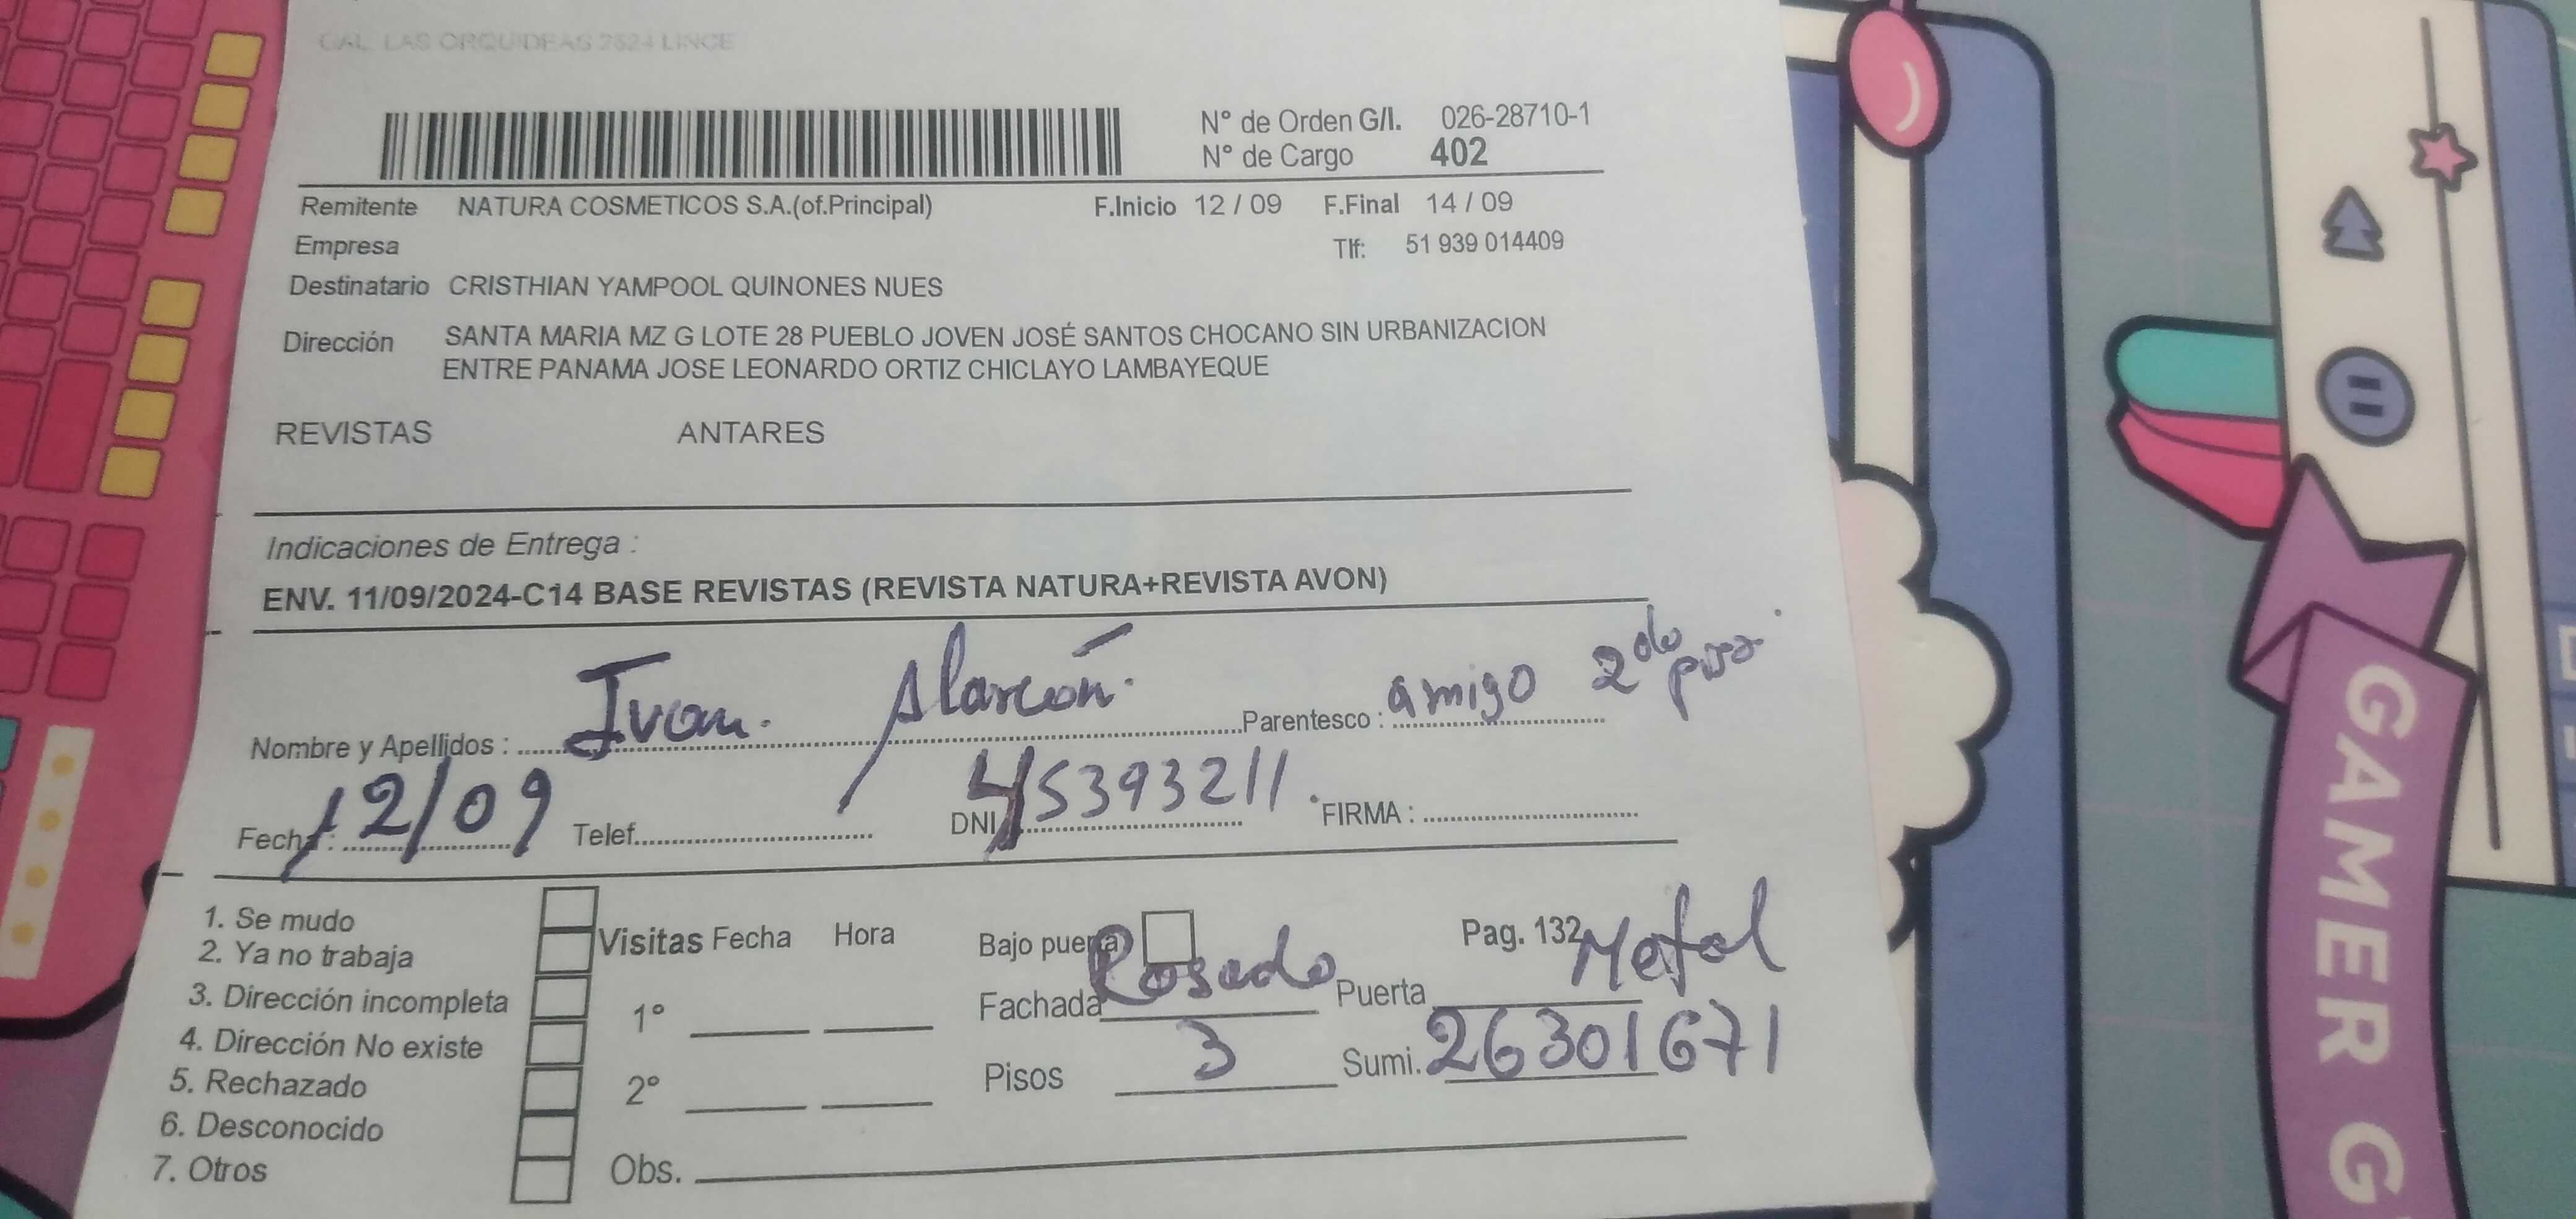 CAL. LAS ORQUIDEAS 2624 LINCE
N° de Orden G/I. 026-28710-1
N° de Cargo 402
Remitente NATURA COSMETICOS S.A.(of.Principal) F.Inicio 12 / 09 F.Final 14 / 09
Empresa Tlf: 51 939 014409
Destinatario CRISTHIAN YAMPOOL QUINONES NUES
Dirección SANTA MARIA MZ G LOTE 28 PUEBLO JOVEN JOSÉ SANTOS CHOCANO SIN URBANIZACION
ENTRE PANAMA JOSE LEONARDO ORTIZ CHICLAYO LAMBAYEQUE
REVISTAS ANTARES
Indicaciones de Entrega :
ENV. 11/09/2024-C14 BASE REVISTAS (REVISTA NATURA+REVISTA AVON)
Nombre y Apellidos : Ivan. Alarcón. Parentesco : amigo 2do piso.
Fecha : 12/09 Telef. DNI 45393211. FIRMA :
1. Se mudo
2. Ya no trabaja
3. Dirección incompleta
4. Dirección No existe
5. Rechazado
6. Desconocido
7. Otros
Visitas Fecha Hora
1°
2°
Bajo puerta Pag. 132
Fachada Rosado Puerta Metal
Pisos 3 Sumi. 26301671
Obs.
GAMER G